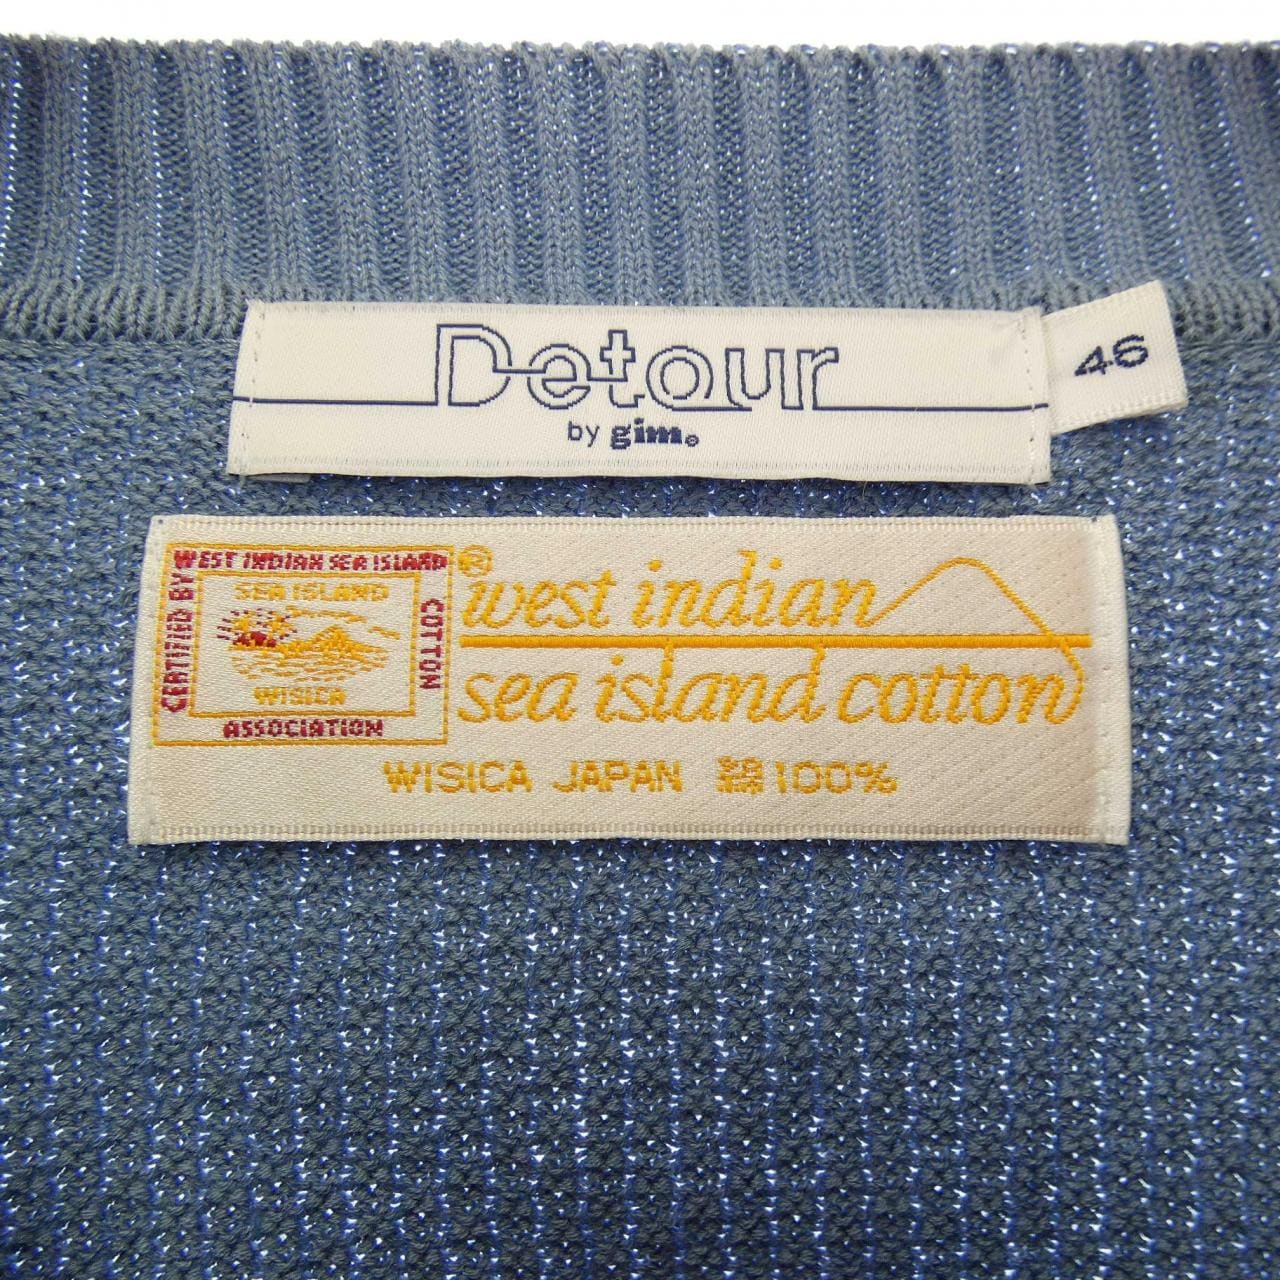 Detour
by gim.
46
CERTIFIED BY WEST INDIAN SEA ISLAND COTTON ASSOCIATION
SEA ISLAND
WISICA
®
west indian
sea island cotton
WISICA JAPAN 綿100%